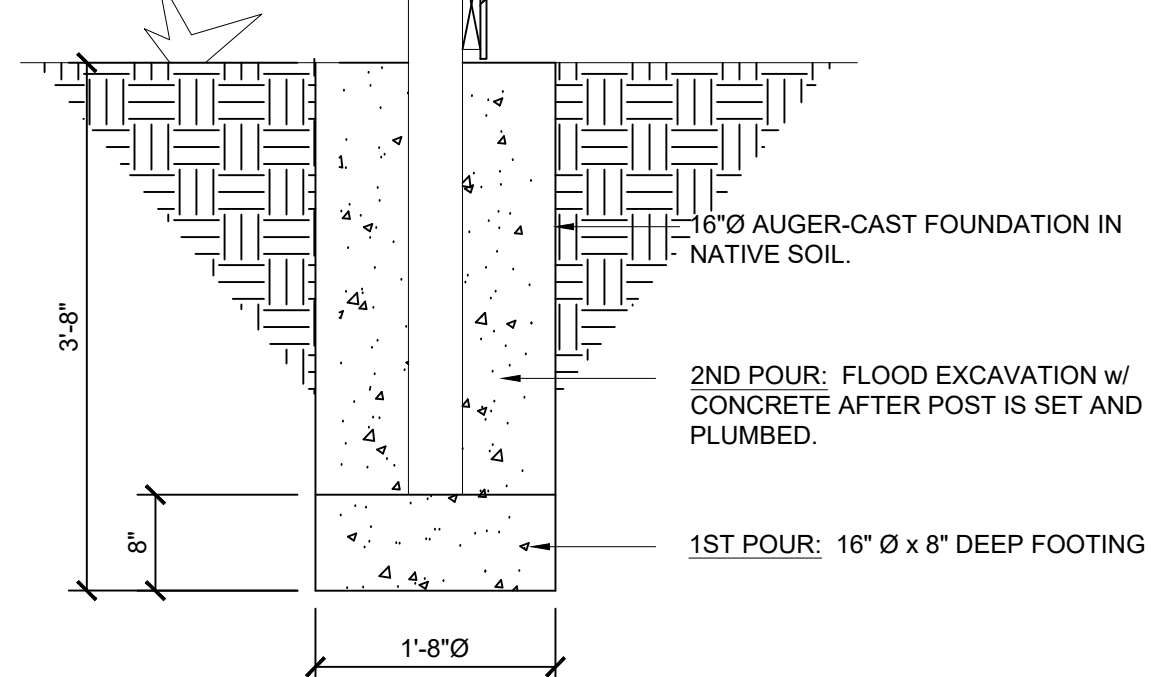 16"Ø AUGER-CAST FOUNDATION IN
NATIVE SOIL.
3'-8"
2ND POUR: FLOOD EXCAVATION w/
CONCRETE AFTER POST IS SET AND
PLUMBED.
8"
1ST POUR: 16" Ø x 8" DEEP FOOTING
1'-8"Ø